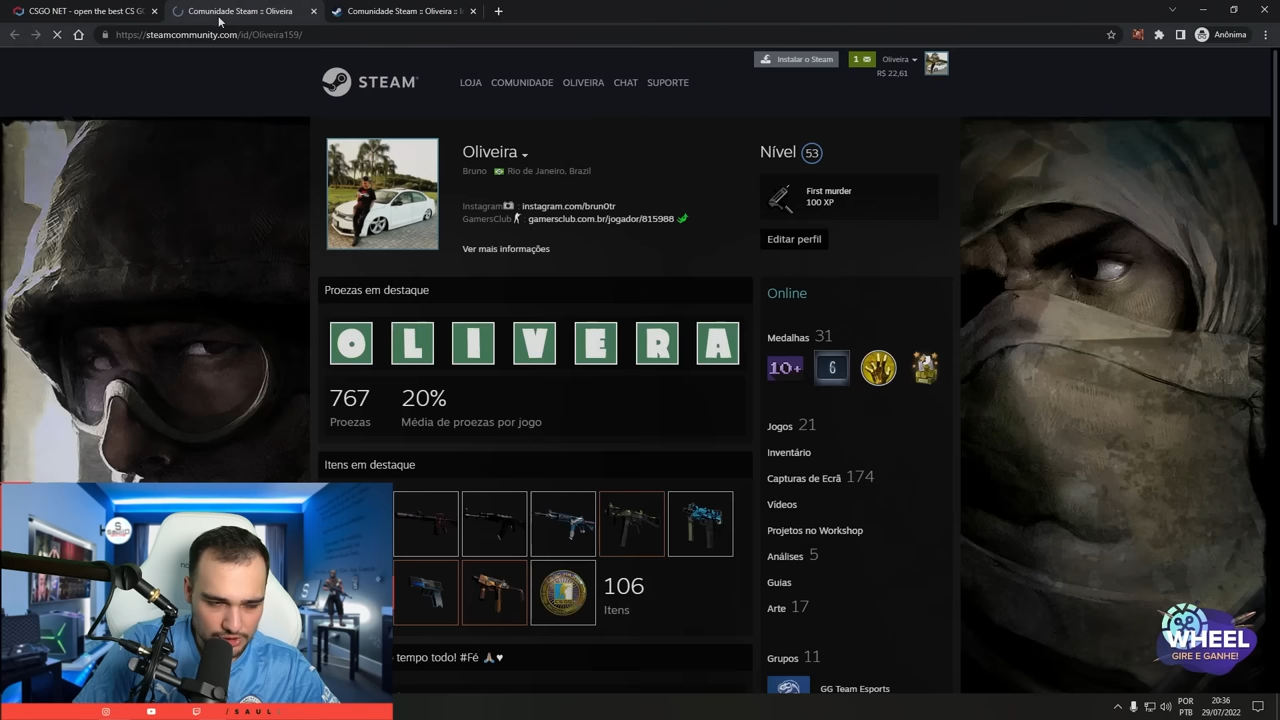 CSGO NET - open the best CS G
Comunidade Steam :: Oliveira
Comunidade Steam :: Oliveira ::
https://steamcommunity.com/id/Oliveira159/
Anônima
Instalar o Steam
1
Oliveira
R$ 22,61
STEAM
LOJA COMUNIDADE OLIVEIRA CHAT SUPORTE
Oliveira
Bruno Rio de Janeiro, Brazil
Instagram : instagram.com/brun0tr
GamersClub : gamersclub.com.br/jogador/815988
Ver mais informações
Nível 53
First murder
100 XP
Editar perfil
Proezas em destaque
O L I V E R A
767 20%
Proezas Média de proezas por jogo
Itens em destaque
106
Itens
tempo todo! #Fé 🙏🏽♥
Online
Medalhas 31
10+ 6
Jogos 21
Inventário
Capturas de Ecrã 174
Vídeos
Projetos no Workshop
Análises 5
Guias
Arte 17
Grupos 11
GG Team Esports
WHEEL
GIRE E GANHE!
/ S A U L
POR
PTB
20:36
29/07/2022